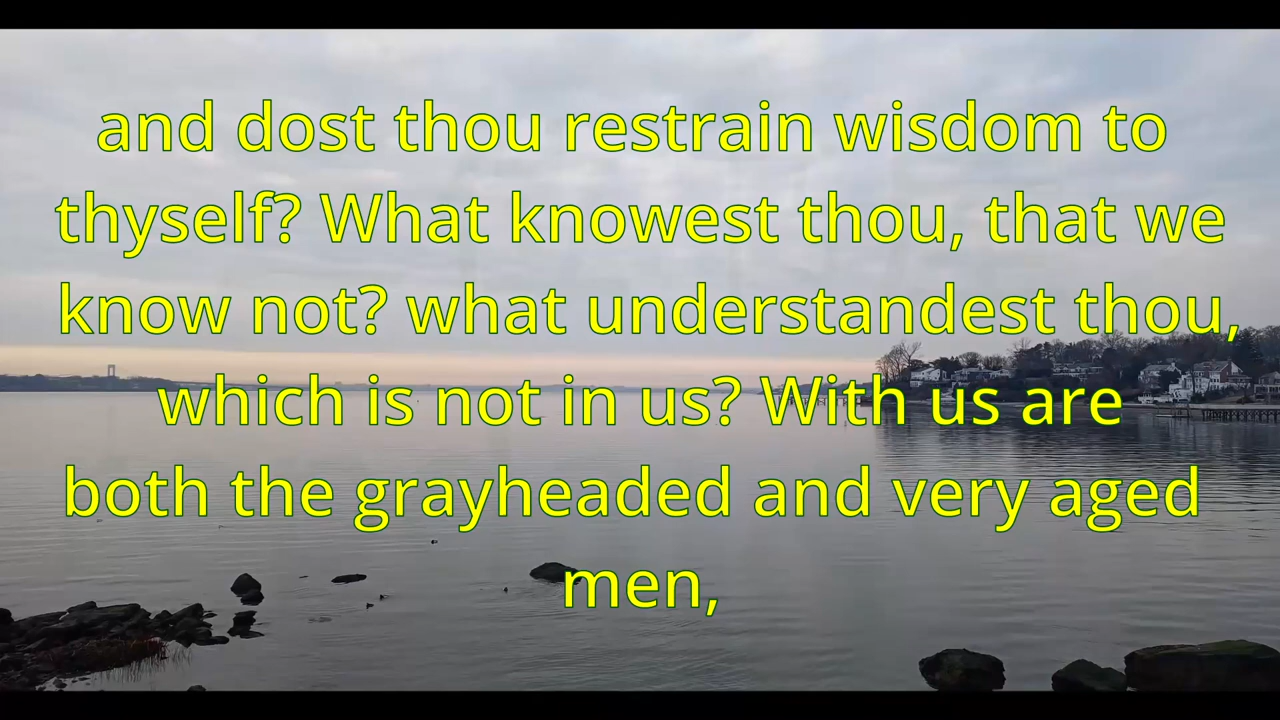 and dost thou restrain wisdom to
thyself? What knowest thou, that we
know not? what understandest thou,
which is not in us? With us are
both the grayheaded and very aged
men,